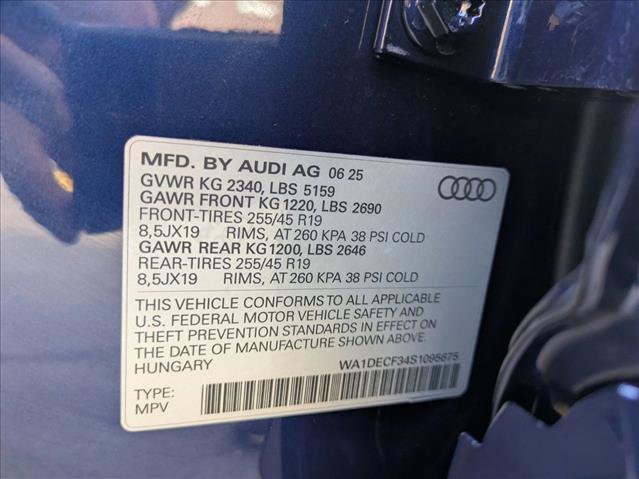 MFD. BY AUDI AG 06 25
GVWR KG 2340, LBS 5159
GAWR FRONT KG 1220, LBS 2690
FRONT-TIRES 255/45 R19
8,5JX19 RIMS, AT 260 KPA 38 PSI COLD
GAWR REAR KG 1200, LBS 2646
REAR-TIRES 255/45 R19
8,5JX19 RIMS, AT 260 KPA 38 PSI COLD
THIS VEHICLE CONFORMS TO ALL APPLICABLE
U.S. FEDERAL MOTOR VEHICLE SAFETY AND
THEFT PREVENTION STANDARDS IN EFFECT ON
THE DATE OF MANUFACTURE SHOWN ABOVE.
HUNGARY
WA1DECF34S1095675
TYPE:
MPV